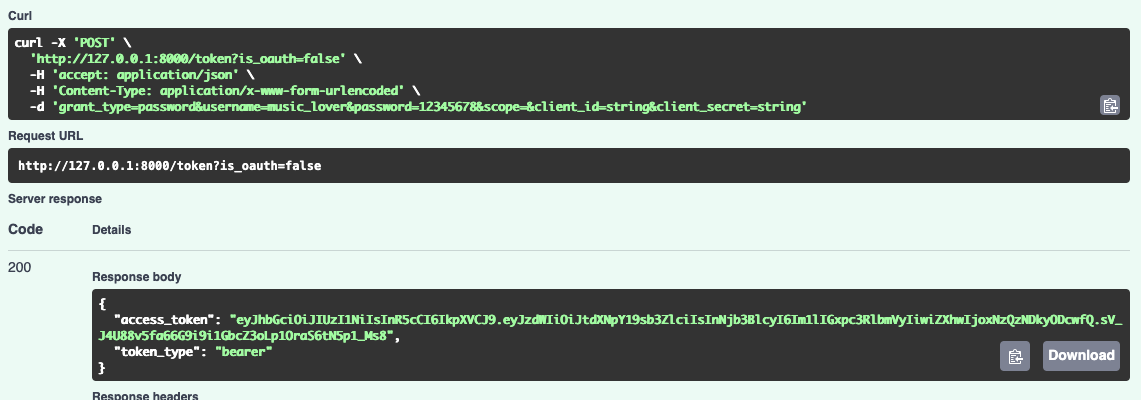 Curl
curl -X 'POST' \
'http://127.0.0.1:8000/token?is_oauth=false' \
-H 'accept: application/json' \
-H 'Content-Type: application/x-www-form-urlencoded' \
-d 'grant_type=password&username=music_lover&password=12345678&scope=&client_id=string&client_secret=string'
Request URL
http://127.0.0.1:8000/token?is_oauth=false
Server response
Code Details
200
Response body
{
"access_token": "eyJhbGciOiJIUzI1NiIsInR5cCI6IkpXVCJ9.eyJzdWIiOiJtdXNpY19sb3ZlciIsInNjb3BlcyI6Im1lIGxpc3RlbmVyIiwiZXhwIjoxNzQzNDkyODcwfQ.sV_
J4U88v5fa66G9i9i1GbcZ3oLp1OraS6tN5p1_Ms8",
"token_type": "bearer"
}
Download
Response headers